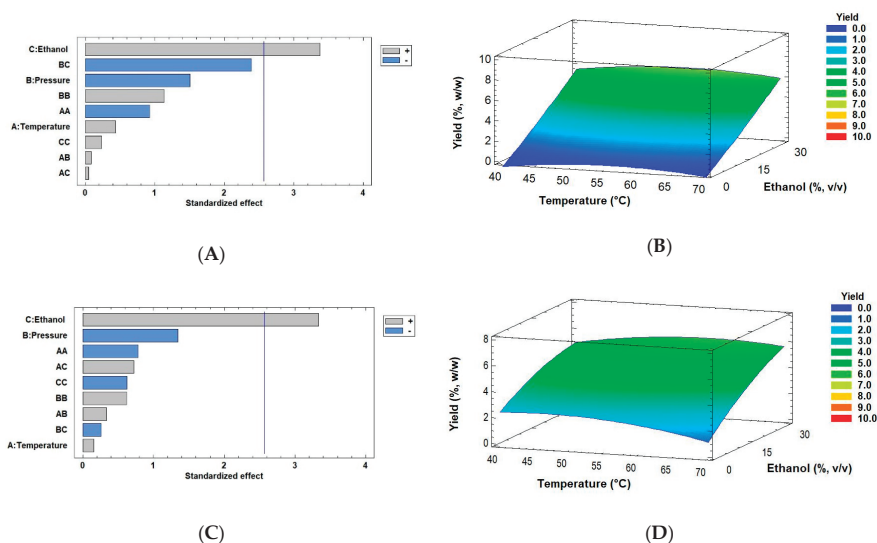 C:Ethanol
BC
B:Pressure
BB
AA
A:Temperature
CC
AB
AC
0 1 2 3 4
Standardized effect
+
-
(A)
Yield
0.0
1.0
2.0
3.0
4.0
5.0
6.0
7.0
8.0
9.0
10.0
Yield (%, w/w)
10
8
6
4
2
0
40 45 50 55 60 65 70
Temperature (°C)
0 15 30
Ethanol (%, v/v)
(B)
C:Ethanol
B:Pressure
AA
AC
CC
BB
AB
BC
A:Temperature
0 1 2 3 4
Standardized effect
+
-
(C)
Yield
0.0
1.0
2.0
3.0
4.0
5.0
6.0
7.0
8.0
9.0
10.0
Yield (%, w/w)
8
6
4
2
0
40 45 50 55 60 65 70
Temperature (°C)
0 15 30
Ethanol (%, v/v)
(D)